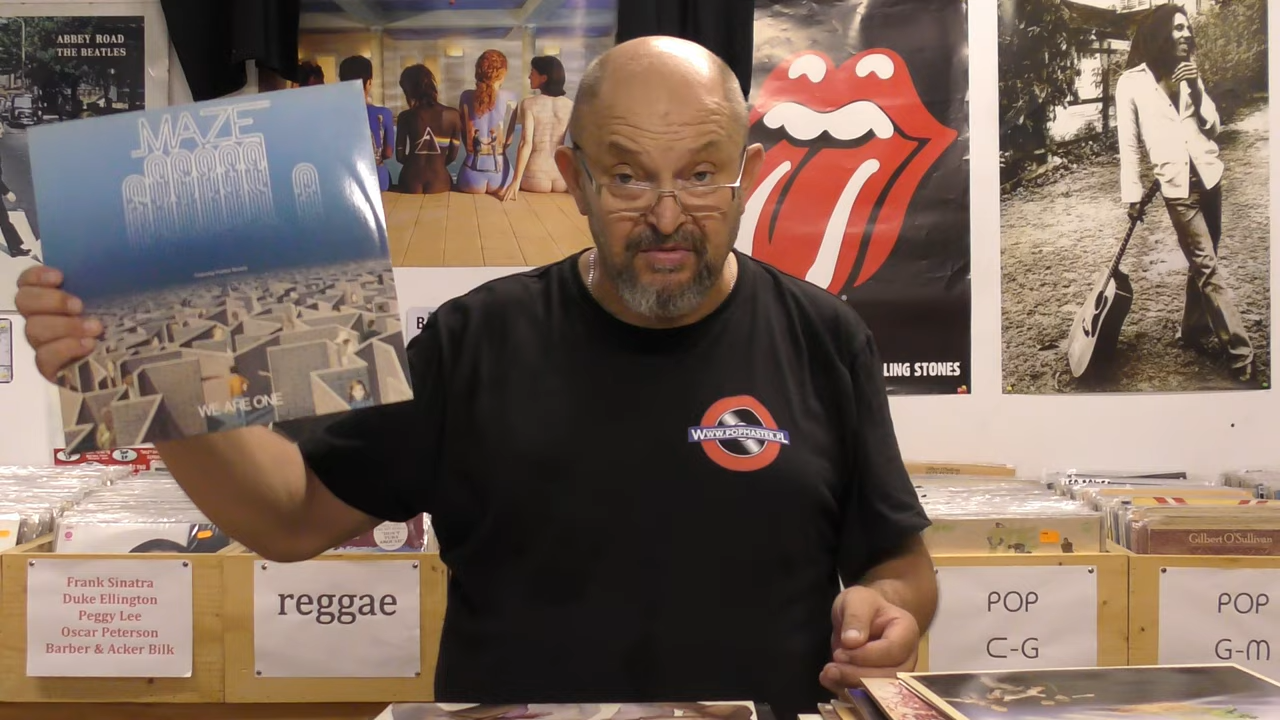 ABBEY ROAD
THE BEATLES
MAZE
WE ARE ONE
B
LING STONES
WWW.POPMASTER.PL
Gilbert O'Sullivan
Frank Sinatra
Duke Ellington
Peggy Lee
Oscar Peterson
Barber & Acker Bilk
reggae
POP
C-G
POP
G-M